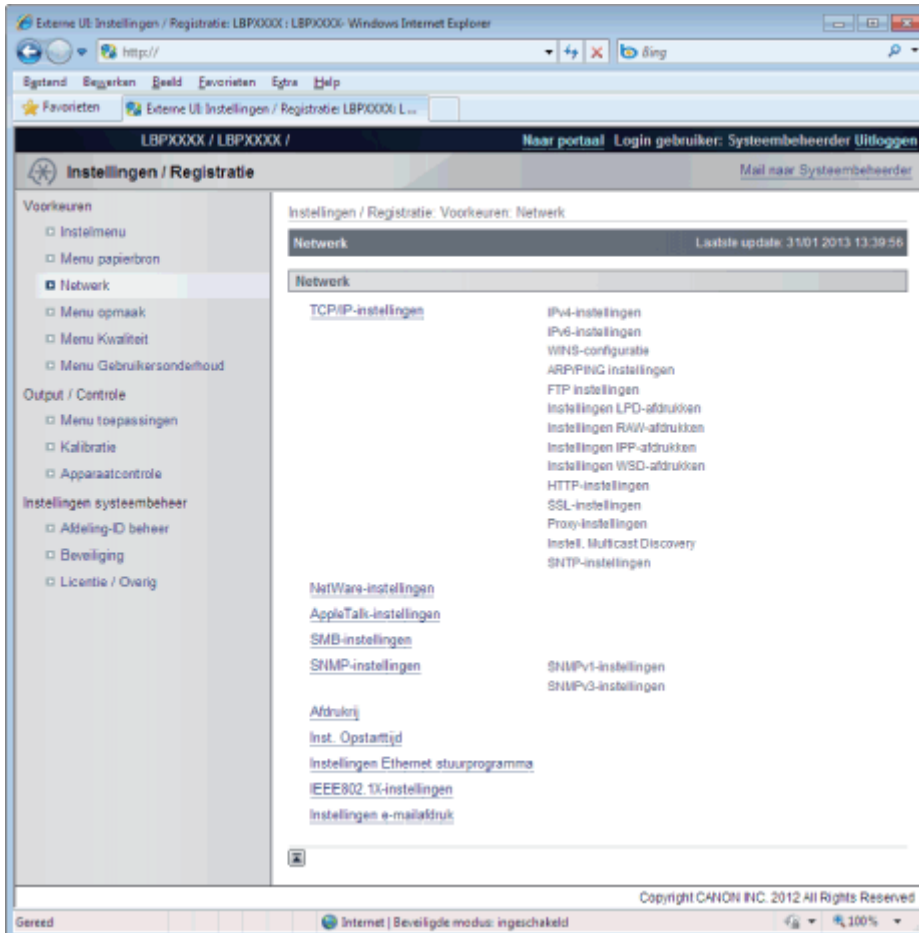 Externe UI: Instellingen / Registratie: LBPXXXX : LBPXXXX- Windows Internet Explorer
http://
Bing
Bestand Bewerken Beeld Favorieten Extra Help
Favorieten
Externe UI: Instellingen / Registratie: LBPXXXX: L...
LBPXXXX / LBPXXXX /
Naar portaal Login gebruiker: Systeembeheerder Uitloggen
Instellingen / Registratie
Mail naar Systeembeheerder
Voorkeuren
Instelmenu
Menu papierbron
Netwerk
Menu opmaak
Menu Kwaliteit
Menu Gebruikersonderhoud
Output / Controle
Menu toepassingen
Kalibratie
Apparaatcontrole
Instellingen systeembeheer
Afdeling-ID beheer
Beveiliging
Licentie / Overig
Instellingen / Registratie: Voorkeuren: Netwerk
Netwerk
Laatste update: 31/01 2013 13:39:56
Netwerk
TCP/IP-instellingen
IPv4-instellingen
IPv6-instellingen
WINS-configuratie
ARP/PING instellingen
FTP instellingen
Instellingen LPD-afdrukken
Instellingen RAW-afdrukken
Instellingen IPP-afdrukken
Instellingen WSD-afdrukken
HTTP-instellingen
SSL-instellingen
Proxy-instellingen
Instell. Multicast Discovery
SNTP-instellingen
NetWare-instellingen
AppleTalk-instellingen
SMB-instellingen
SNMP-instellingen
SNMPv1-instellingen
SNMPv3-instellingen
Afdrukrij
Inst. Opstarttijd
Instellingen Ethernet stuurprogramma
IEEE802.1X-instellingen
Instellingen e-mailafdruk
Copyright CANON INC. 2012 All Rights Reserved
Gereed
Internet | Beveiligde modus: ingeschakeld
100%